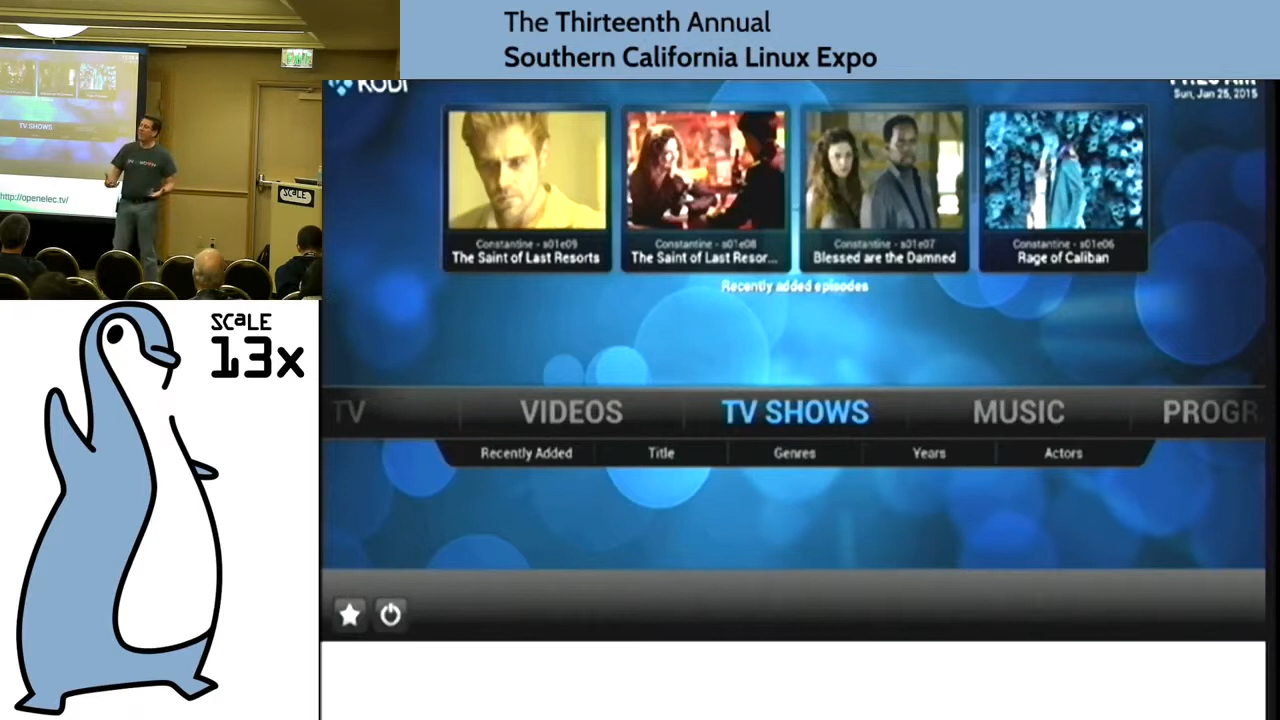 The Thirteenth Annual
Southern California Linux Expo
TV SHOWS
http://openelec.tv/
SCALE
SCALE
13x
KODI
Sun, Jan 25, 2015
Constantine - s01e09
The Saint of Last Resorts
Constantine - s01e08
The Saint of Last Resor...
Constantine - s01e07
Blessed are the Damned
Constantine - s01e06
Rage of Caliban
Recently added episodes
TV
VIDEOS
TV SHOWS
MUSIC
PROGR
Recently Added
Title
Genres
Years
Actors